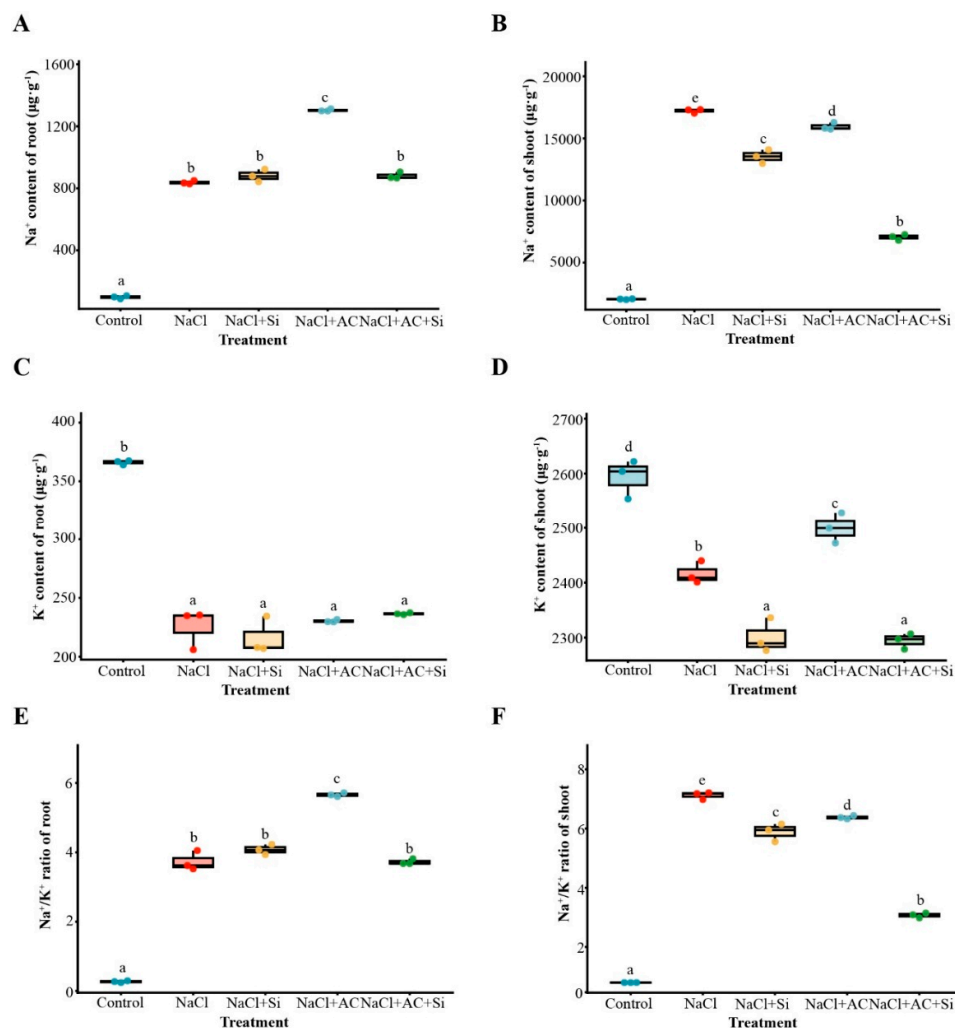 A
Na⁺ content of root (μg·g⁻¹)
1600
1200
800
400
a
b
b
c
b
Control NaCl NaCl+Si NaCl+AC NaCl+AC+Si
Treatment
B
Na⁺ content of shoot (μg·g⁻¹)
20000
15000
10000
5000
a
e
c
d
b
Control NaCl NaCl+Si NaCl+AC NaCl+AC+Si
Treatment
C
K⁺ content of root (μg·g⁻¹)
400
350
300
250
200
b
a
a
a
a
Control NaCl NaCl+Si NaCl+AC NaCl+AC+Si
Treatment
D
K⁺ content of shoot (μg·g⁻¹)
2700
2600
2500
2400
2300
d
b
a
c
a
Control NaCl NaCl+Si NaCl+AC NaCl+AC+Si
Treatment
E
Na⁺/K⁺ ratio of root
6
4
2
0
a
b
b
c
b
Control NaCl NaCl+Si NaCl+AC NaCl+AC+Si
Treatment
F
Na⁺/K⁺ ratio of shoot
8
6
4
2
0
a
e
c
d
b
Control NaCl NaCl+Si NaCl+AC NaCl+AC+Si
Treatment